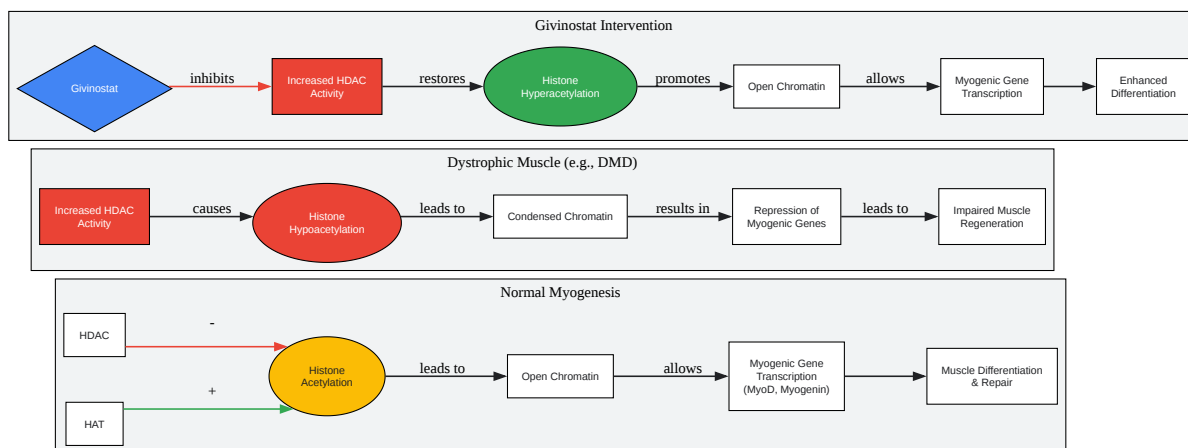 Givinostat Intervention
Givinostat
inhibits
Increased HDAC
Activity
restores
Histone
Hyperacetylation
promotes
Open Chromatin
allows
Myogenic Gene
Transcription
Enhanced
Differentiation
Dystrophic Muscle (e.g., DMD)
Increased HDAC
Activity
causes
Histone
Hypoacetylation
leads to
Condensed Chromatin
results in
Repression of
Myogenic Genes
leads to
Impaired Muscle
Regeneration
Normal Myogenesis
HDAC
-
HAT
+
Histone
Acetylation
leads to
Open Chromatin
allows
Myogenic Gene
Transcription
(MyoD, Myogenin)
Muscle Differentiation
& Repair